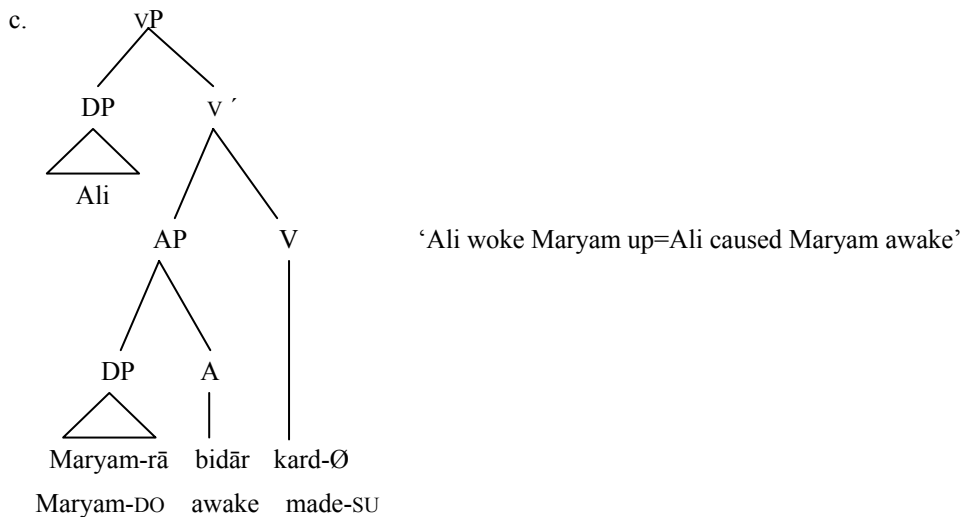 c. vP
DP v ´
Ali
AP V ‘Ali woke Maryam up=Ali caused Maryam awake’
DP A
Maryam-rā bidār kard-Ø
Maryam-DO awake made-SU